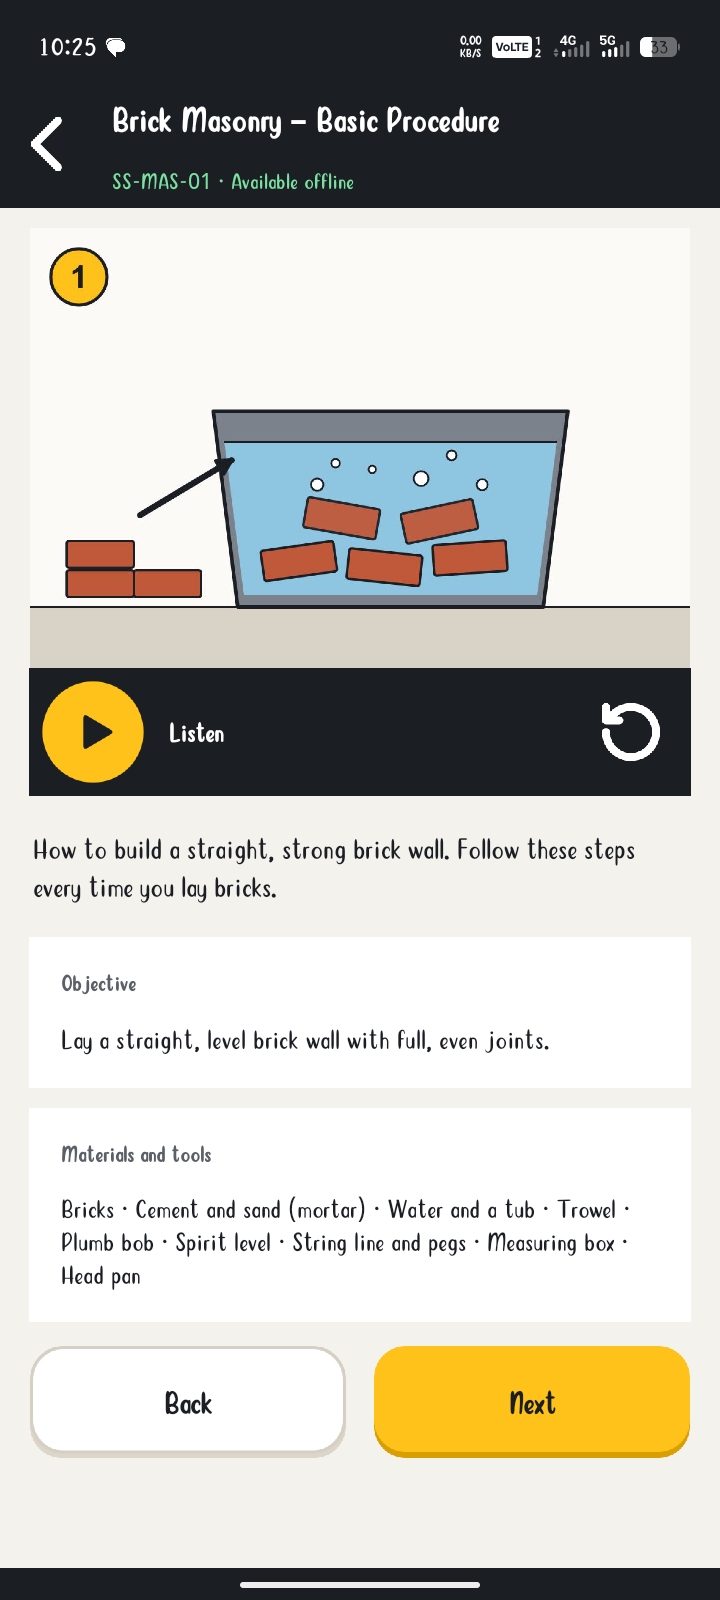 10:25
0.00 KB/S VoLTE 1 2 4G 5G 33
Brick Masonry – Basic Procedure
SS-MAS-01 · Available offline
1
Listen
How to build a straight, strong brick wall. Follow these steps
every time you lay bricks.
Objective
Lay a straight, level brick wall with full, even joints.
Materials and tools
Bricks · Cement and sand (mortar) · Water and a tub · Trowel ·
Plumb bob · Spirit level · String line and pegs · Measuring box ·
Head pan
Back
Next